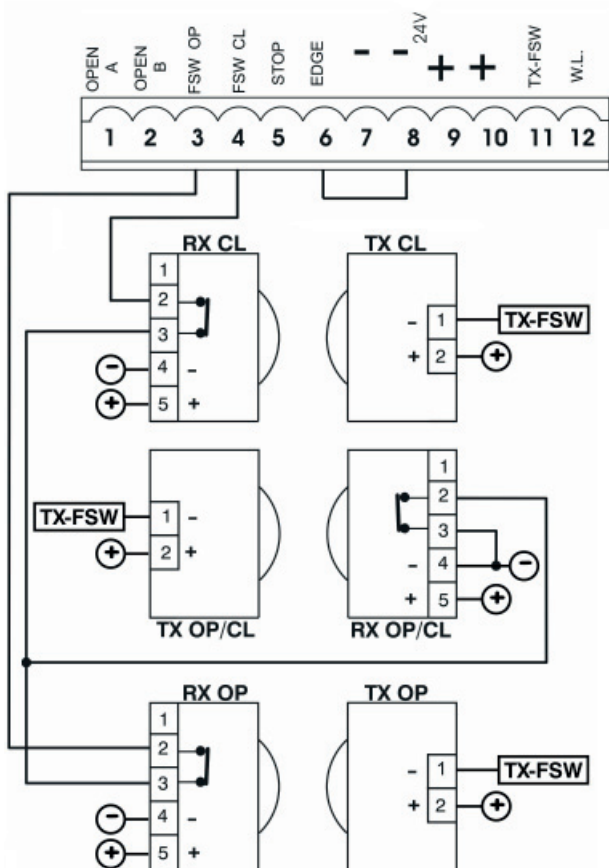 OPEN A
OPEN B
FSW OP
FSW CL
STOP
EDGE
-
-
24V
+
+
TX-FSW
W.L.
1 2 3 4 5 6 7 8 9 10 11 12
RX CL
1
2
3
4 -
5 +
-
+
TX CL
- 1 TX-FSW
+ 2 +
TX-FSW 1 -
+ 2 +
TX OP/CL
1
2
3
- 4 -
+ 5 +
RX OP/CL
RX OP
1
2
3
- 4 -
+ 5 +
TX OP
- 1 TX-FSW
+ 2 +